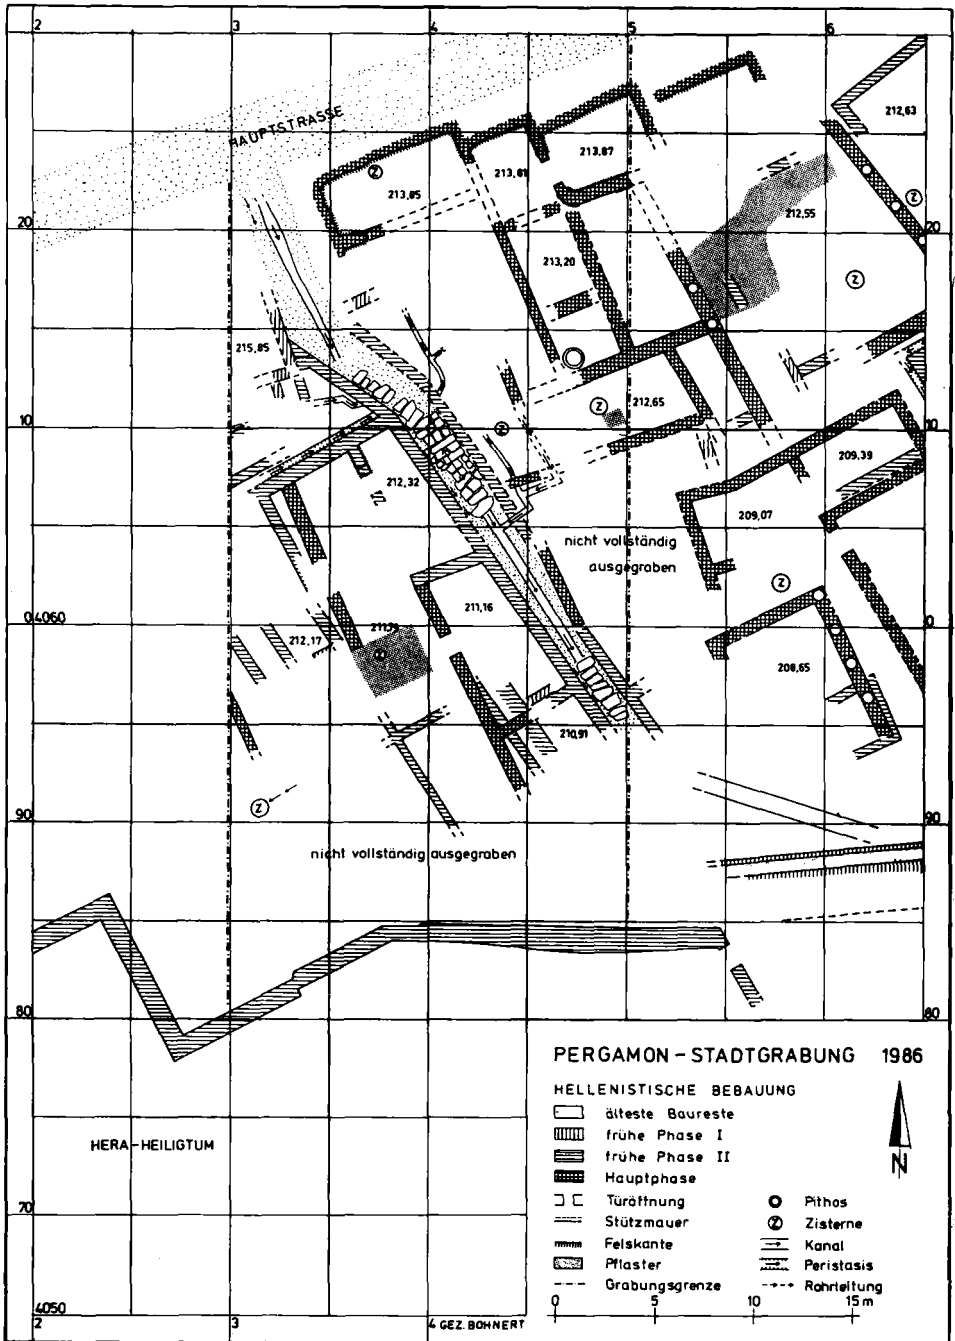 2 3 4 5 6
HAUPTSTRASSE
212,63
213,87
213,81
213,85
212,55
20 20
213,20
215,85
212,65
10 10
209,39
212,32
209,07
nicht vollständig
ausgegraben
211,16
04060 0
212,17
208,65
210,91
90 90
nicht vollständig ausgegraben
80 80
PERGAMON-STADTGRABUNG 1986
HELLENISTISCHE BEBAUUNG
älteste Baureste
frühe Phase I
HERA-HEILIGTUM
frühe Phase II
Hauptphase
N
Türöffnung
Pithos
70
Stützmauer
Z Zisterne
Felskante
Kanal
Pflaster
Peristasis
Grabungsgrenze
Rohrleitung
4050
0 5 10 15 m
2 3 4 GEZ. BOHNERT
Z
Z
Z
Z
Z
Z
Z
Z